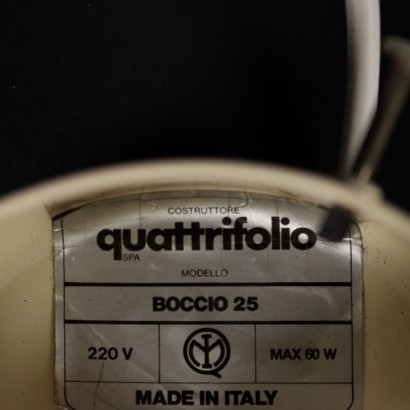 COSTRUTTORE
quattrifolio
SPA
MODELLO
BOCCIO 25
220 V
MAX 60 W
MADE IN ITALY